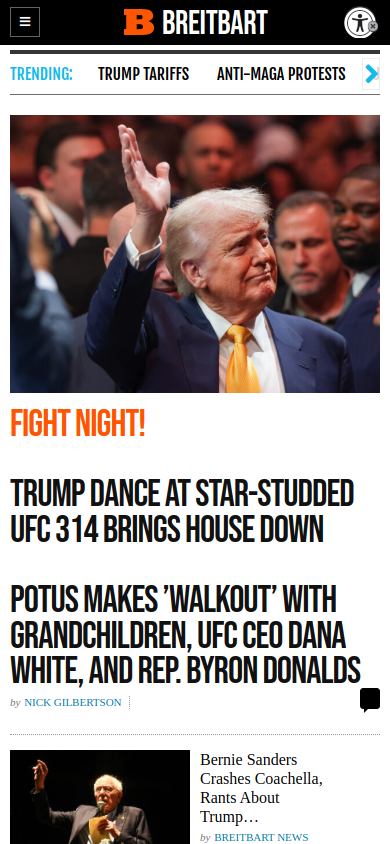 B BREITBART
TRENDING:
TRUMP TARIFFS
ANTI-MAGA PROTESTS
FIGHT NIGHT!
TRUMP DANCE AT STAR-STUDDED
UFC 314 BRINGS HOUSE DOWN
POTUS MAKES ’WALKOUT’ WITH
GRANDCHILDREN, UFC CEO DANA
WHITE, AND REP. BYRON DONALDS
by NICK GILBERTSON
Bernie Sanders
Crashes Coachella,
Rants About
Trump…
by BREITBART NEWS